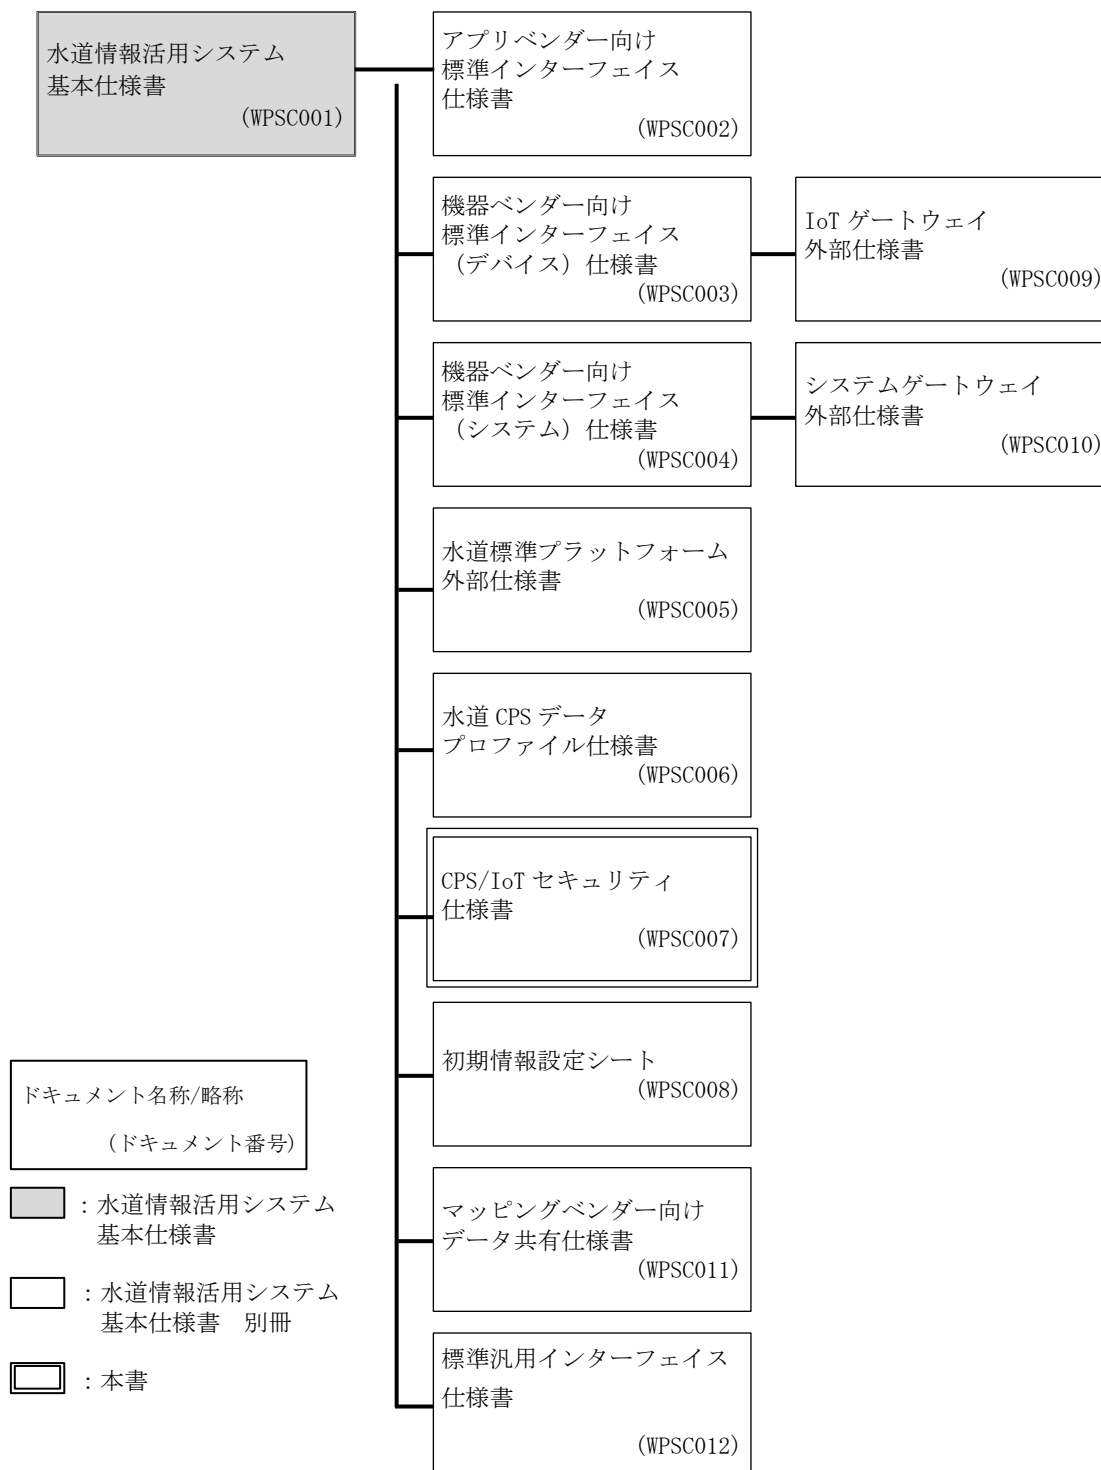 水道情報活用システム
基本仕様書
(WPSC001)
アプリベンダー向け
標準インターフェイス
仕様書
(WPSC002)
機器ベンダー向け
標準インターフェイス
（デバイス）仕様書
(WPSC003)
IoT ゲートウェイ
外部仕様書
(WPSC009)
機器ベンダー向け
標準インターフェイス
（システム）仕様書
(WPSC004)
システムゲートウェイ
外部仕様書
(WPSC010)
水道標準プラットフォーム
外部仕様書
(WPSC005)
水道 CPS データ
プロファイル仕様書
(WPSC006)
CPS/IoT セキュリティ
仕様書
(WPSC007)
初期情報設定シート
(WPSC008)
マッピングベンダー向け
データ共有仕様書
(WPSC011)
標準汎用インターフェイス
仕様書
(WPSC012)
ドキュメント名称/略称
(ドキュメント番号)
：水道情報活用システム
基本仕様書
：水道情報活用システム
基本仕様書　別冊
：本書